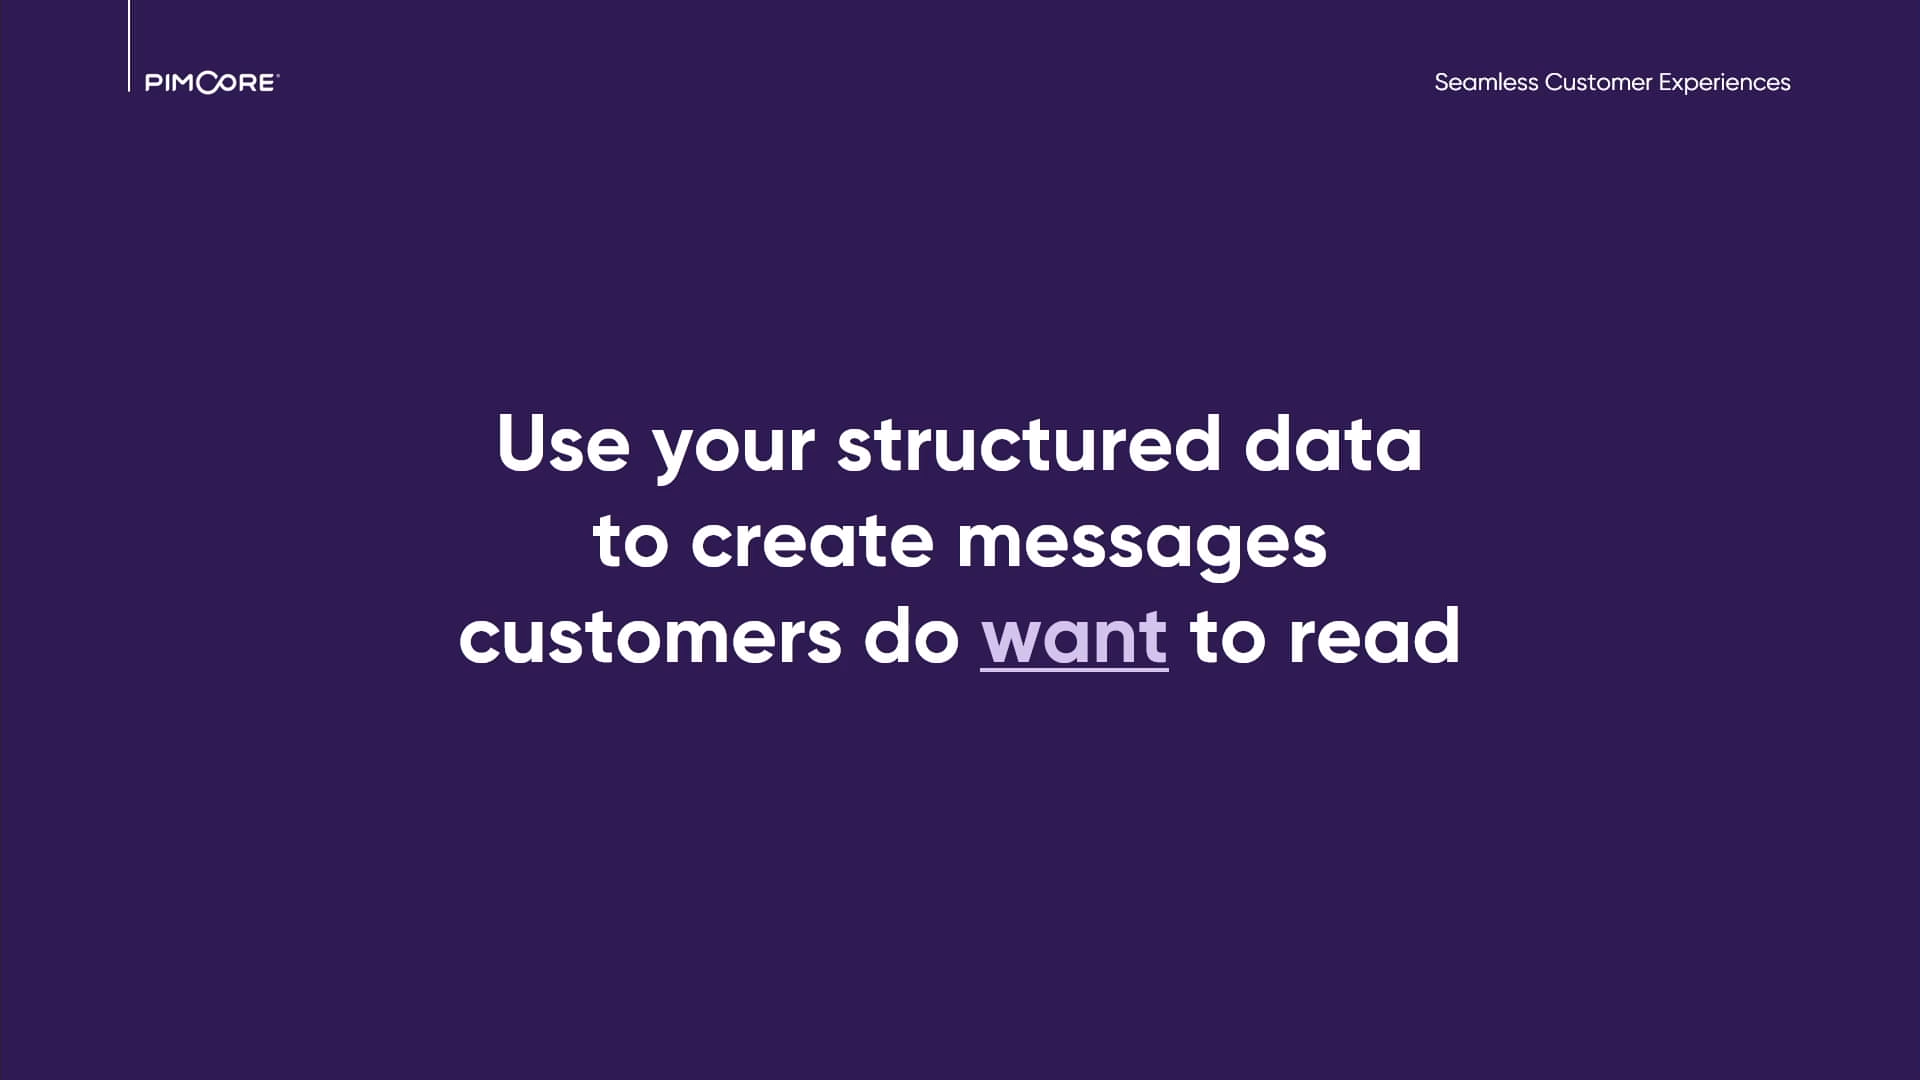 PIMCORE®
Seamless Customer Experiences
Use your structured data
to create messages
customers do want to read